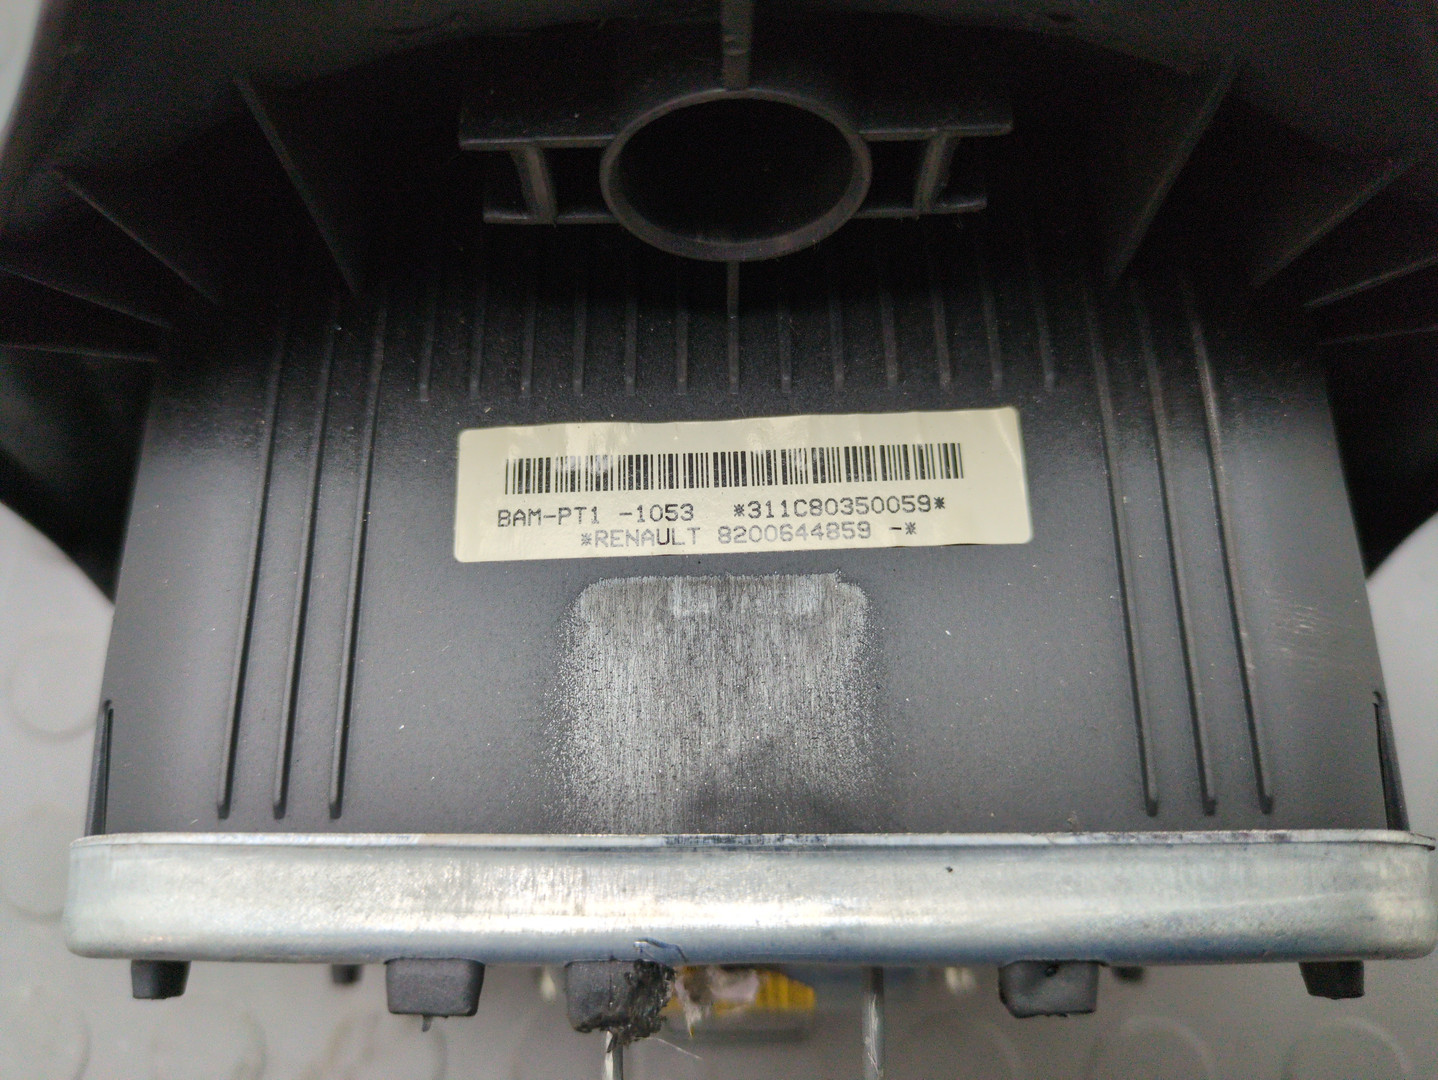 BAM-PT1 -1053 *311C80350059*
*RENAULT 8200644859 -*